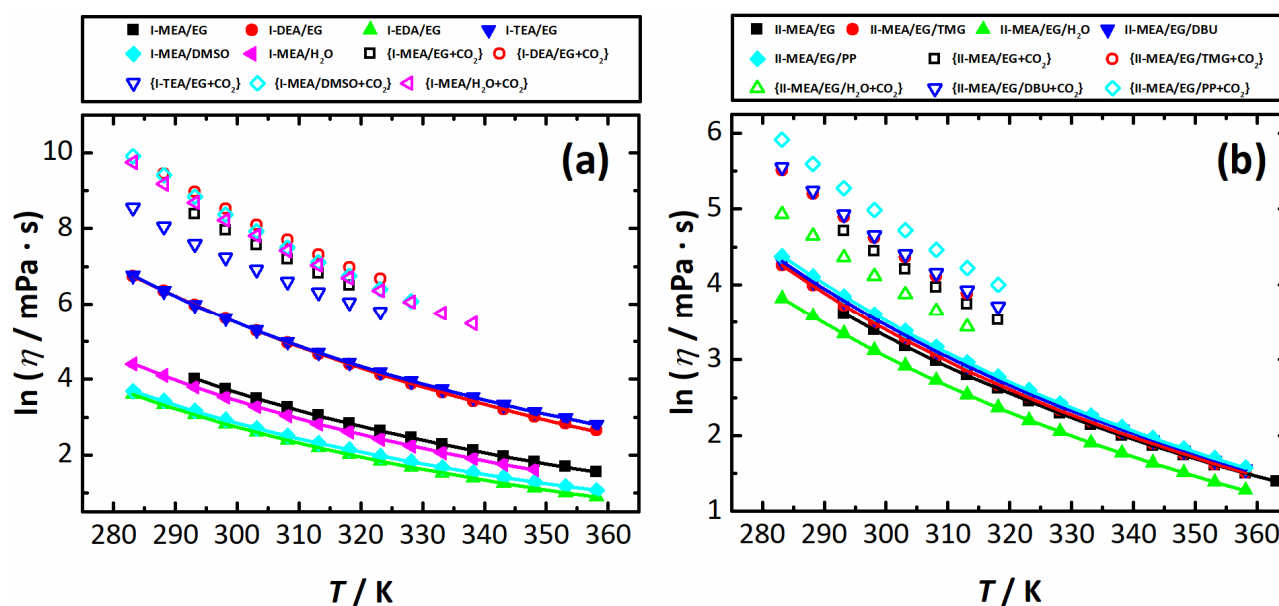 I-MEA/EG I-DEA/EG I-EDA/EG I-TEA/EG
I-MEA/DMSO I-MEA/H₂O {I-MEA/EG+CO₂} {I-DEA/EG+CO₂}
{I-TEA/EG+CO₂} {I-MEA/DMSO+CO₂} {I-MEA/H₂O+CO₂}
(a)
ln (η / mPa · s)
10
8
6
4
2
280 290 300 310 320 330 340 350 360
T / K
II-MEA/EG II-MEA/EG/TMG II-MEA/EG/H₂O II-MEA/EG/DBU
II-MEA/EG/PP {II-MEA/EG+CO₂} {II-MEA/EG/TMG+CO₂}
{II-MEA/EG/H₂O+CO₂} {II-MEA/EG/DBU+CO₂} {II-MEA/EG/PP+CO₂}
(b)
ln (η / mPa · s)
6
5
4
3
2
1
280 290 300 310 320 330 340 350 360
T / K